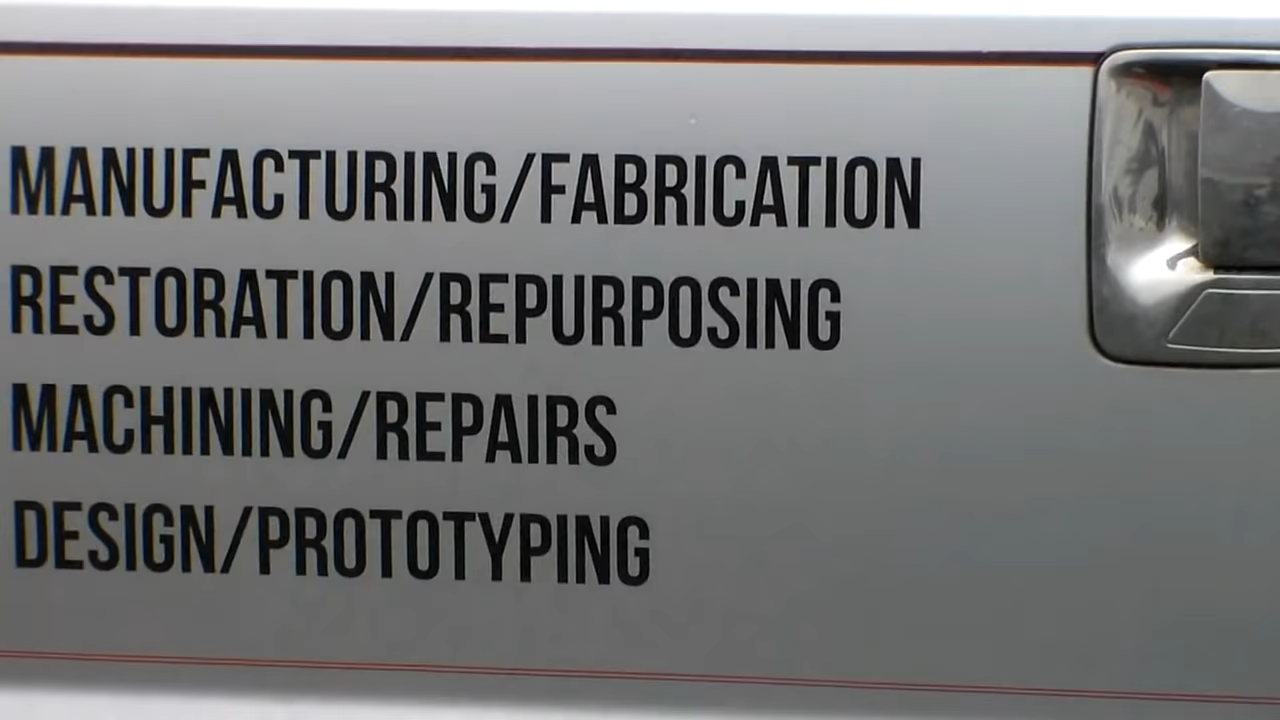 MANUFACTURING/FABRICATION
RESTORATION/REPURPOSING
MACHINING/REPAIRS
DESIGN/PROTOTYPING